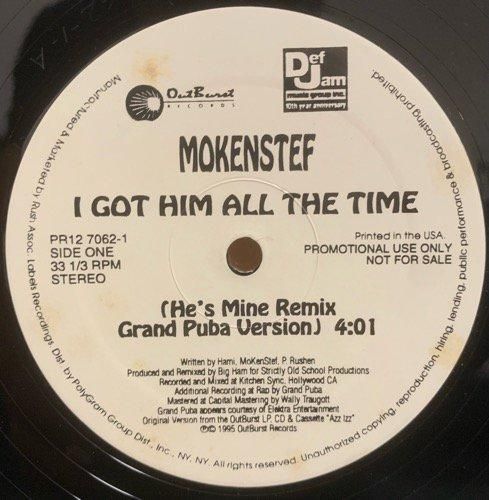 OutBurst
RECORDS
Def
Jam
music group inc.
10th year anniversary
MOKENSTEF
I GOT HIM ALL THE TIME
PR12 7062-1
SIDE ONE
33 1/3 RPM
STEREO
Printed in the USA.
PROMOTIONAL USE ONLY
NOT FOR SALE
(He's Mine Remix
Grand Puba Version) 4:01
Written by Hami, MoKenStef, P. Rushen
Produced and Remixed by Big Ham for Strictly Old School Productions
Recorded and Mixed at Kitchen Sync, Hollywood CA
Additional Recording at Rap by Grand Puba
Mastered at Capital Mastering by Wally Traugott
Grand Puba appears courtesy of Elektra Entertainment
Original Version from the OutBurst LP, CD & Cassette "Azz Izz"
℗© 1995 OutBurst Records
Manufactured & Marketed by Rush Assoc. Labels Recordings. Dist. by PolyGram Group Dist., Inc., NY, NY. All rights reserved. Unauthorized copying, reproduction, hiring, lending, public performance & broadcasting prohibited.